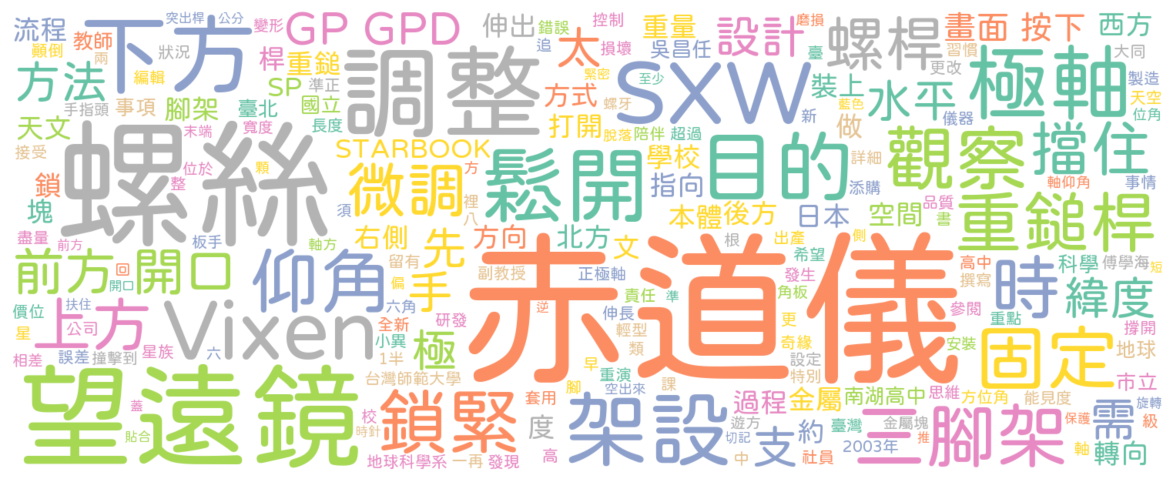 流程 突出桿 公分 變形 GP GPD 伸出 錯誤 控制 重量 磨損 畫面 按下 西方
顛倒 教師 下方 桿 追 太 損壞 吳昌任 設計 臺 螺桿 習慣 大同
兩 狀況 重鎚 調整 緊密 至少 SXW 更改 極軸 製造
方法 編輯 SP 準正 方式 蝶牙 裝上 藍色 水平 天空
手指頭 事項 腳架 臺北 國立 打開 脫落 陪伴 超過 新 做 儀器 位角
天文 末端 寬度 長度 STARBOOK 學校 目的 詳細 觀察 擋住
接受 螺絲 位於 顆 微調 方 鬆開 指向 添購 軸仰角 事情
鎖 整 須 裡 本體 後方 日本 空間 品質 書 重鎚桿
塊 八
盡量 板手 右側 先 方向 北方 文 根 出產 側 高中 科學 傅學海 短
前方 前方 開口 軸方 留有 副教授 正極軸 希望 撰寫
回 開口 仰角 偏 手 赤道儀 發生 時 緯度
價位 扶住 六角 逆 責任 準 角板 參閱
上方 公司 Vixen 全新 研發 伸長 更 重點 撐開
星 小異 輕型 奇緣 安裝 地球
相差 誤差 撞擊到 星族 六 1半 極 類 設定 固定
望遠鏡 台灣師範大學 早 重演 特別
蓋 套用 腳 空出來 課 金屬 南湖高中 思維 方位角 能見度 市立 旋轉
校 鎖緊 架設 過程 三腳架 需 保護 級
貼合 時針 度 遊方 支 約 臺灣 金屬塊 推
地球科學系 一再 發現 高 切記 中 社員 2003年 軸 轉向